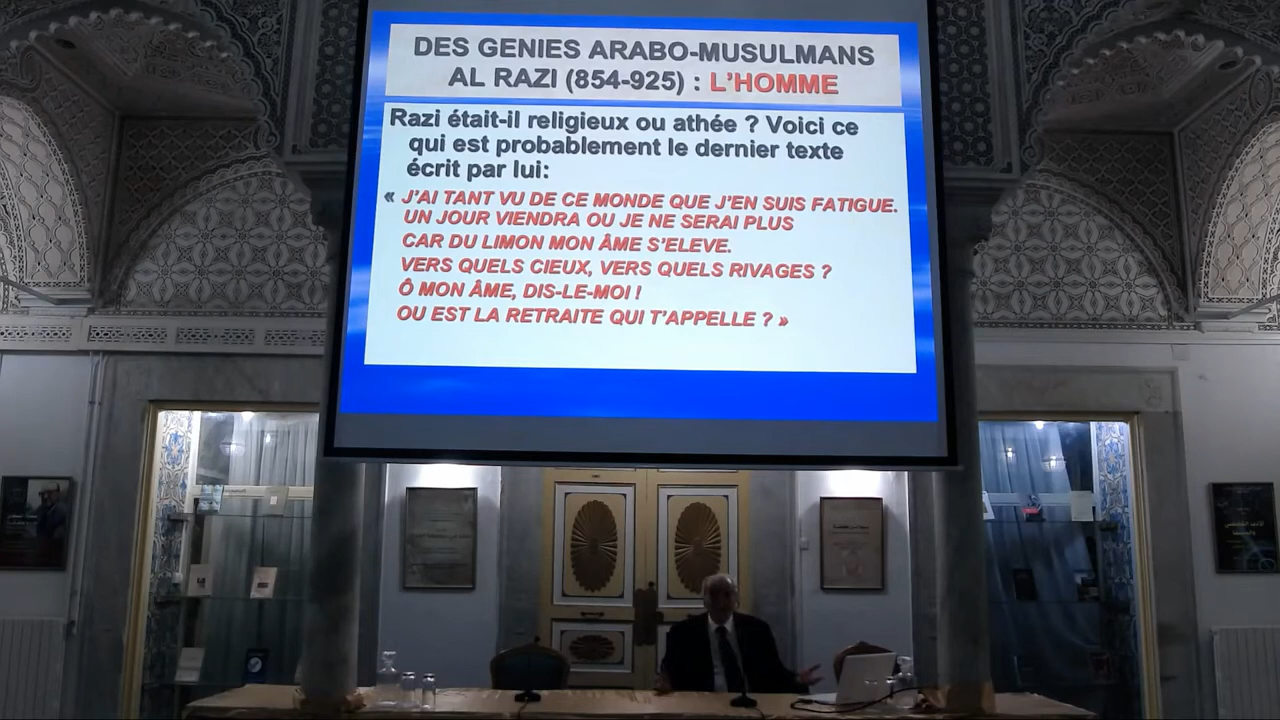 DES GENIES ARABO-MUSULMANS
AL RAZI (854-925) : L'HOMME
Razi était-il religieux ou athée ? Voici ce
qui est probablement le dernier texte
écrit par lui:
« J'AI TANT VU DE CE MONDE QUE J'EN SUIS FATIGUE.
UN JOUR VIENDRA OU JE NE SERAI PLUS
CAR DU LIMON MON ÂME S'ELEVE.
VERS QUELS CIEUX, VERS QUELS RIVAGES ?
Ô MON ÂME, DIS-LE-MOI !
OU EST LA RETRAITE QUI T'APPELLE ? »